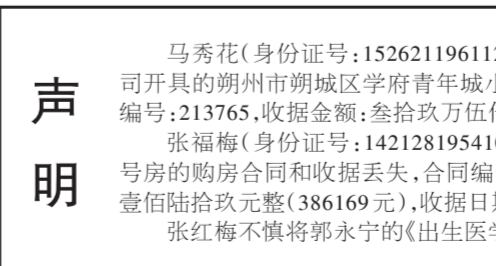 声明
马秀花(身份证号:15262119611
司开具的朔州市朔城区学府青年城小
编号:213765,收据金额:叁拾玖万伍
张福梅(身份证号:1421281954
号房的购房合同和收据丢失,合同编
壹佰陆拾玖元整(386169元),收据日
张红梅不慎将郭永宁的《出生医